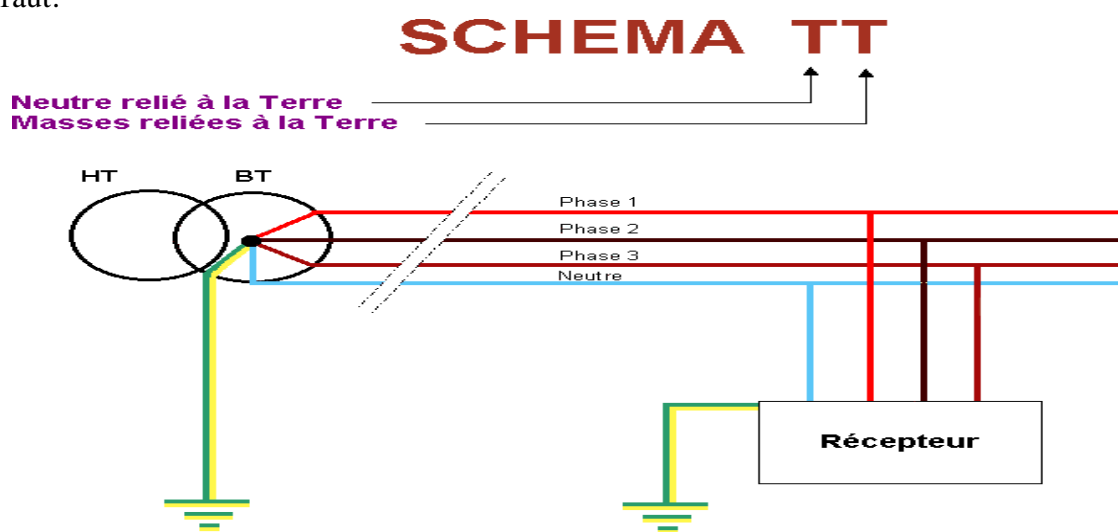 SCHEMA TT
Neutre relié à la Terre
Masses reliées à la Terre
HT BT
Phase 1
Phase 2
Phase 3
Neutre
Récepteur